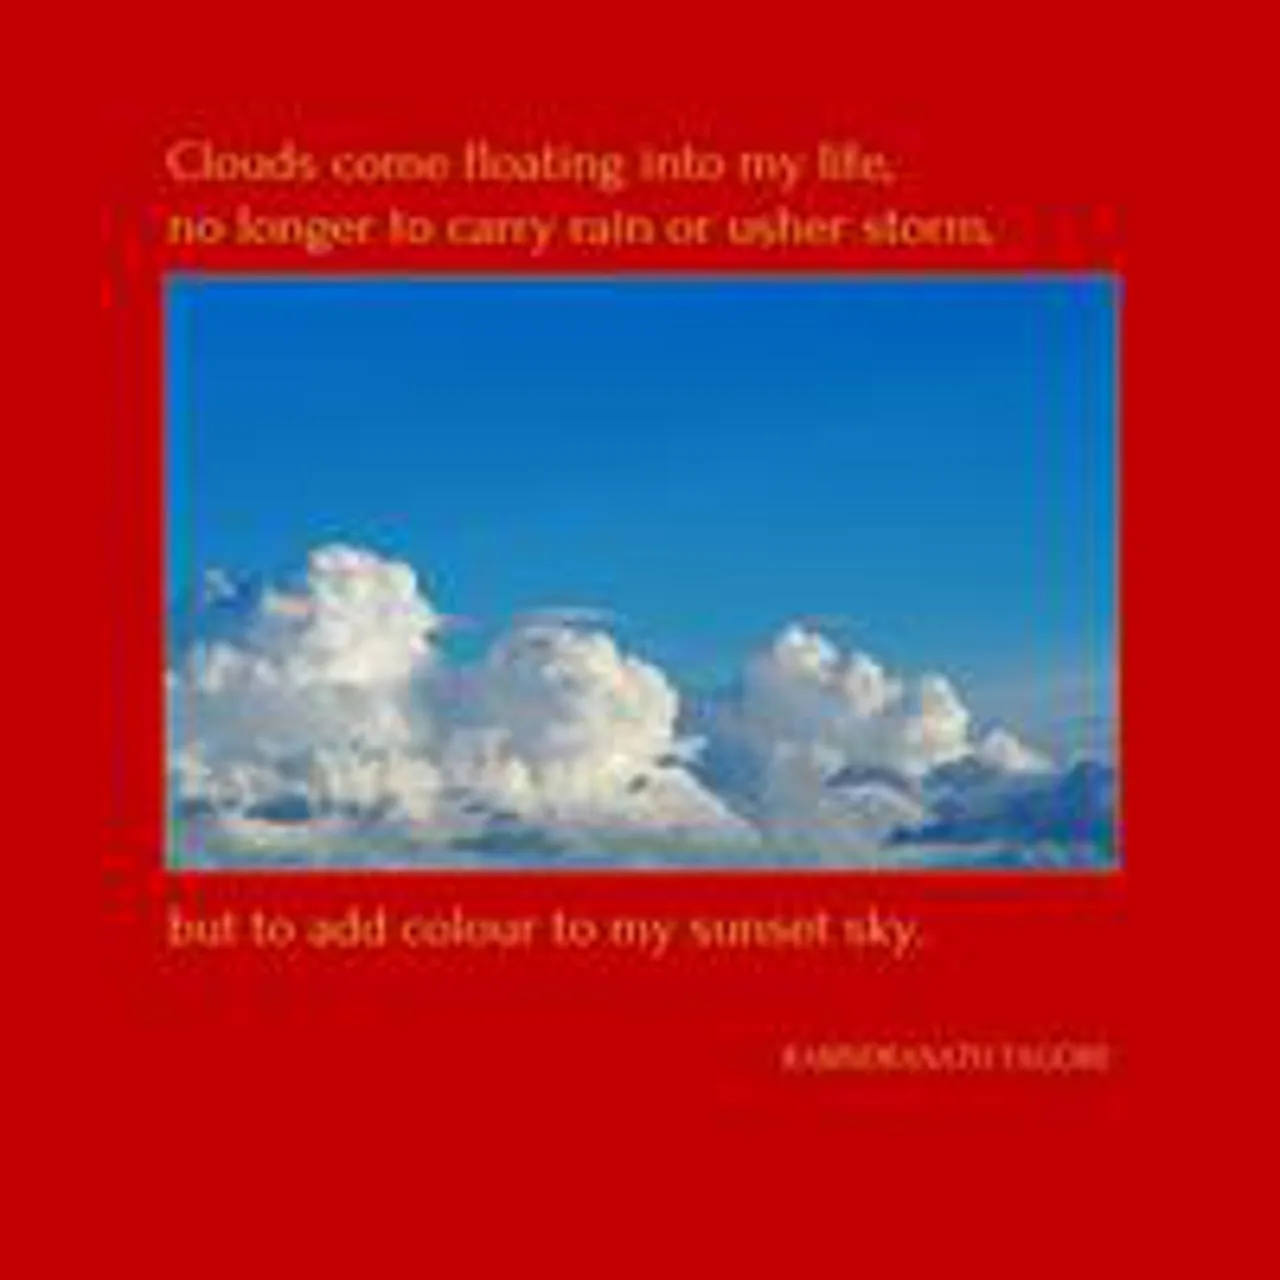 Clouds come floating into my life,
no longer to carry rain or usher storm,
but to add colour to my sunset sky.
RABINDRANATH TAGORE